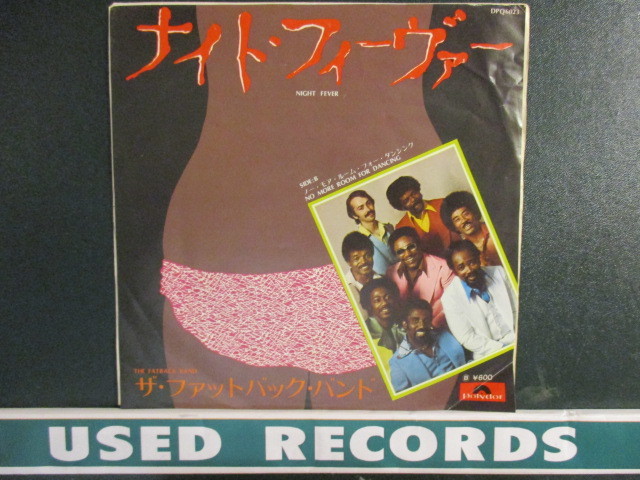 ナイト・フィーヴァー
NIGHT FEVER
SIDE-B
ノー・モア・ルーム・フォー・ダンシング
NO MORE ROOM FOR DANCING
THE FATBACK BAND
ザ・ファットバック・バンド
B ¥600
polydor
USED RECORDS